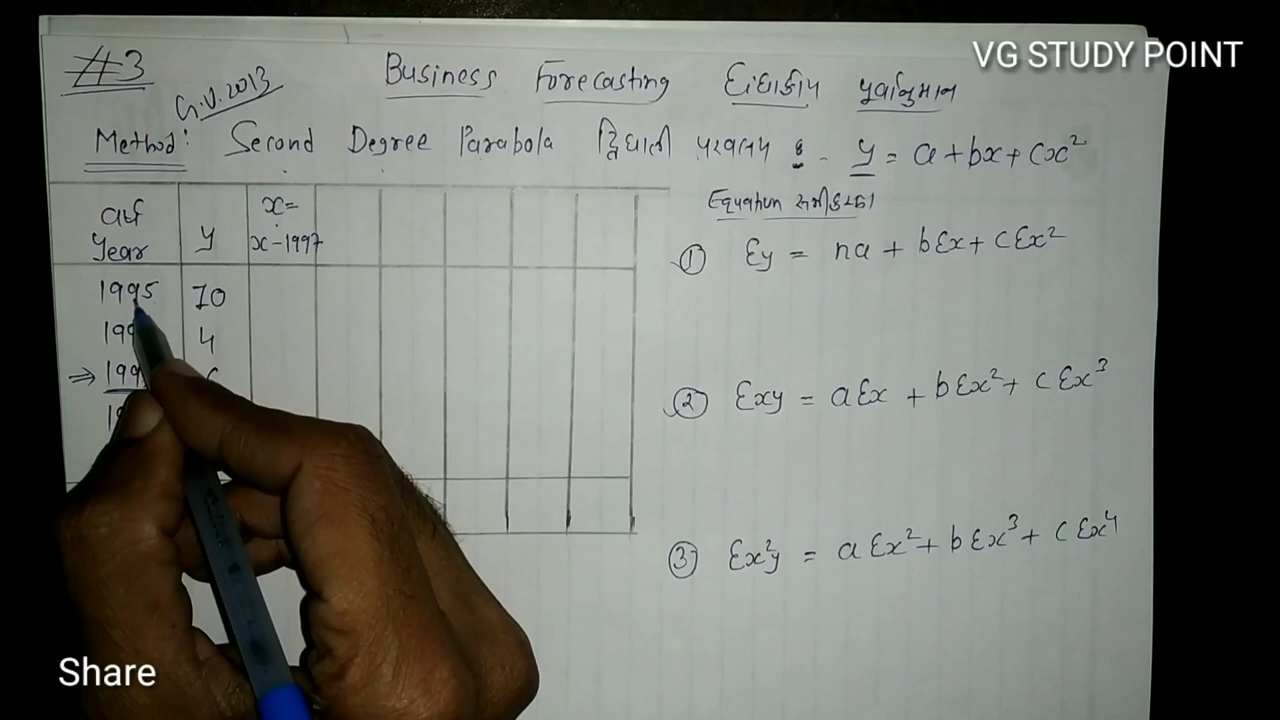 VG STUDY POINT
#3 Business Forecasting ધંધાકીય પૂર્વાનુમાન
G.U. 2013
Method: Second Degree Parabola દ્વિઘાતી પરવલય :- y = a + bx + cx²
Equation સમીકરણ
વર્ષ Year y x = x-1997
① Σy = na + bΣx + cΣx²
1995 10
4
⇒
② Σxy = aΣx + bΣx² + cΣx³
③ Σx²y = aΣx² + bΣx³ + cΣx⁴
Share